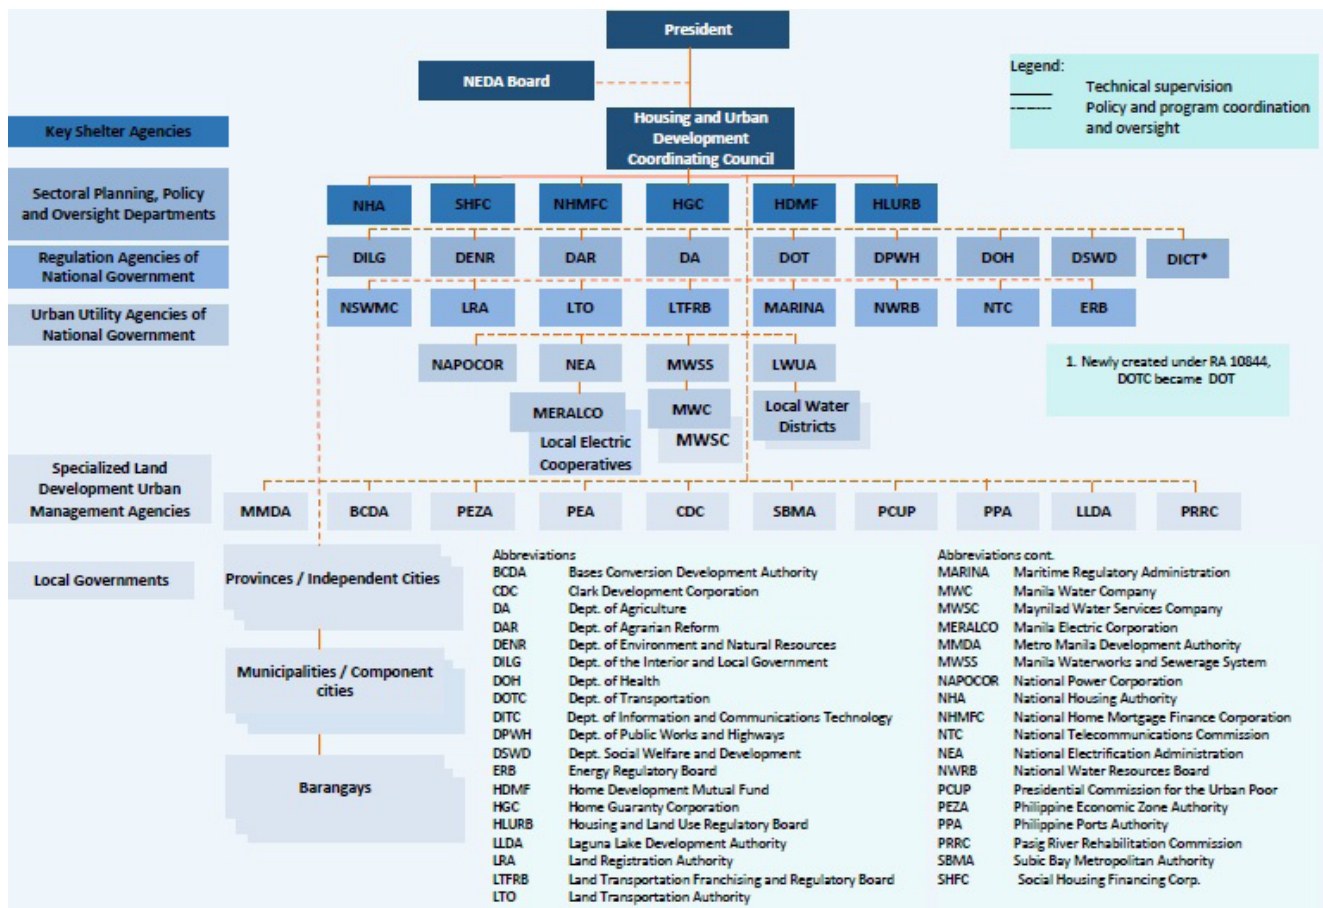 President
NEDA Board
Legend:
Technical supervision
Policy and program coordination
and oversight
Housing and Urban
Development
Coordinating Council
Key Shelter Agencies
Sectoral Planning, Policy
and Oversight Departments
NHA SHFC NHMFC HGC HDMF HLURB
DILG DENR DAR DA DOT DPWH DOH DSWD DICT*
Regulation Agencies of
National Government
NSWMC LRA LTO LTFRB MARINA NWRB NTC ERB
Urban Utility Agencies of
National Government
NAPOCOR NEA MWSS LWUA
1. Newly created under RA 10844,
DOTC became DOT
MERALCO
Local Electric
Cooperatives
MWC
MWSC
Local Water
Districts
Specialized Land
Development Urban
Management Agencies
MMDA BCDA PEZA PEA CDC SBMA PCUP PPA LLDA PRRC
Local Governments
Provinces / Independent Cities
Municipalities / Component
cities
Barangays
Abbreviations
BCDA Bases Conversion Development Authority
CDC Clark Development Corporation
DA Dept. of Agriculture
DAR Dept. of Agrarian Reform
DENR Dept. of Environment and Natural Resources
DILG Dept. of the Interior and Local Government
DOH Dept. of Health
DOTC Dept. of Transportation
DITC Dept. of Information and Communications Technology
DPWH Dept. of Public Works and Highways
DSWD Dept. Social Welfare and Development
ERB Energy Regulatory Board
HDMF Home Development Mutual Fund
HGC Home Guaranty Corporation
HLURB Housing and Land Use Regulatory Board
LLDA Laguna Lake Development Authority
LRA Land Registration Authority
LTFRB Land Transportation Franchising and Regulatory Board
LTO Land Transportation Authority
Abbreviations cont.
MARINA Maritime Regulatory Administration
MWC Manila Water Company
MWSC Maynilad Water Services Company
MERALCO Manila Electric Corporation
MMDA Metro Manila Development Authority
MWSS Manila Waterworks and Sewerage System
NAPOCOR National Power Corporation
NHA National Housing Authority
NHMFC National Home Mortgage Finance Corporation
NTC National Telecommunications Commission
NEA National Electrification Administration
NWRB National Water Resources Board
PCUP Presidential Commission for the Urban Poor
PEZA Philippine Economic Zone Authority
PPA Philippine Ports Authority
PRRC Pasig River Rehabilitation Commission
SBMA Subic Bay Metropolitan Authority
SHFC Social Housing Financing Corp.